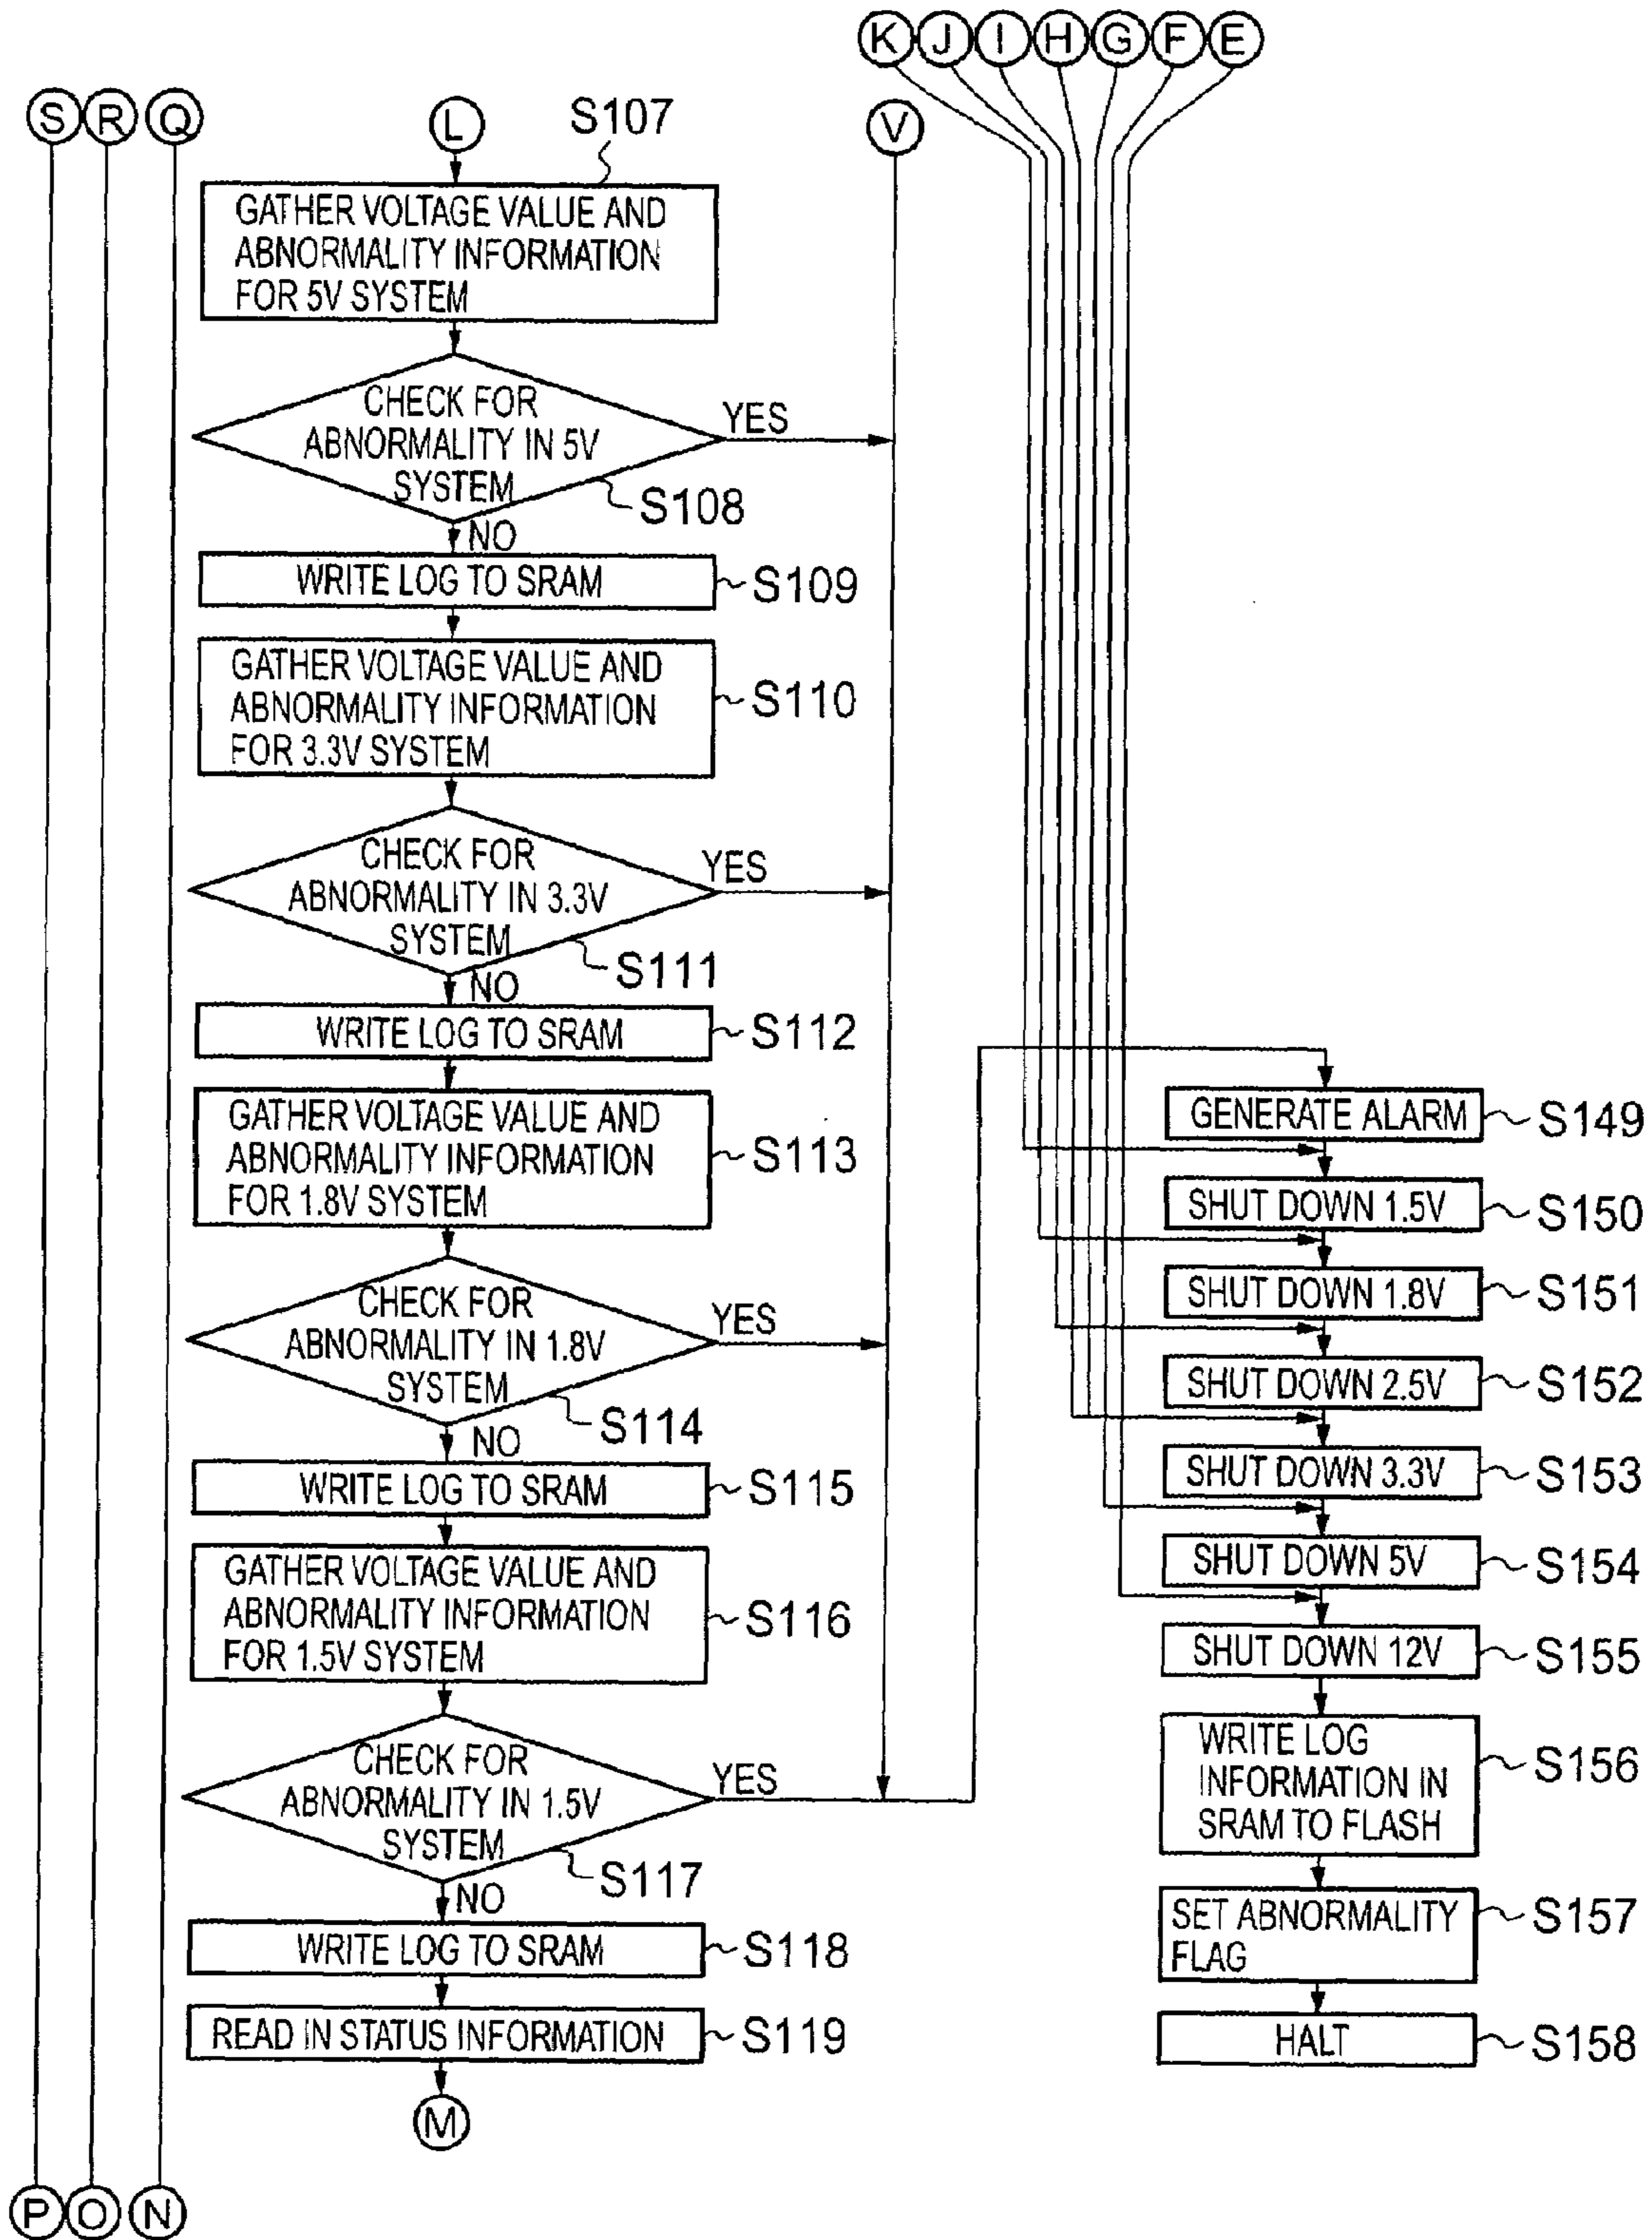 K J I H G F E
S R Q
L
S107
V
GATHER VOLTAGE VALUE AND
ABNORMALITY INFORMATION
FOR 5V SYSTEM
CHECK FOR
ABNORMALITY IN 5V
SYSTEM
YES
S108
NO
WRITE LOG TO SRAM
S109
GATHER VOLTAGE VALUE AND
ABNORMALITY INFORMATION
FOR 3.3V SYSTEM
S110
CHECK FOR
ABNORMALITY IN 3.3V
SYSTEM
YES
S111
NO
WRITE LOG TO SRAM
S112
GATHER VOLTAGE VALUE AND
ABNORMALITY INFORMATION
FOR 1.8V SYSTEM
S113
CHECK FOR
ABNORMALITY IN 1.8V
SYSTEM
YES
S114
NO
WRITE LOG TO SRAM
S115
GATHER VOLTAGE VALUE AND
ABNORMALITY INFORMATION
FOR 1.5V SYSTEM
S116
CHECK FOR
ABNORMALITY IN 1.5V
SYSTEM
YES
S117
NO
WRITE LOG TO SRAM
S118
READ IN STATUS INFORMATION
S119
M
P O N
GENERATE ALARM
S149
SHUT DOWN 1.5V
S150
SHUT DOWN 1.8V
S151
SHUT DOWN 2.5V
S152
SHUT DOWN 3.3V
S153
SHUT DOWN 5V
S154
SHUT DOWN 12V
S155
WRITE LOG
INFORMATION IN
SRAM TO FLASH
S156
SET ABNORMALITY
FLAG
S157
HALT
S158